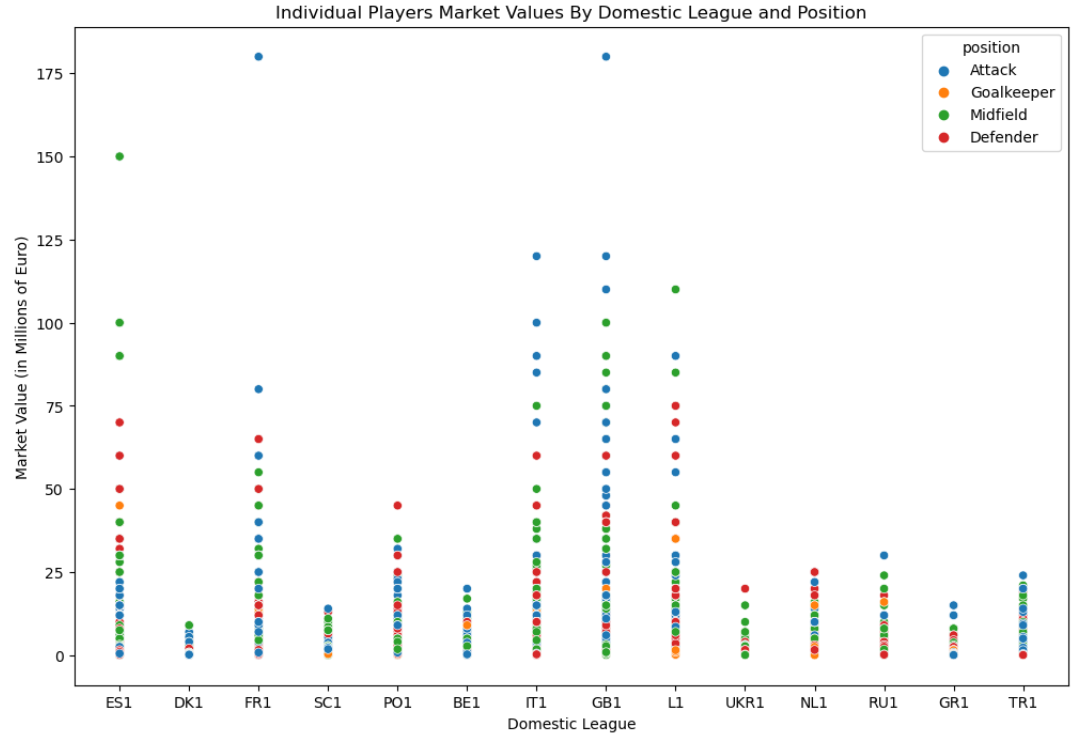 Individual Players Market Values By Domestic League and Position
position
Attack
Goalkeeper
Midfield
Defender
Market Value (in Millions of Euro)
175
150
125
100
75
50
25
0
ES1 DK1 FR1 SC1 PO1 BE1 IT1 GB1 L1 UKR1 NL1 RU1 GR1 TR1
Domestic League